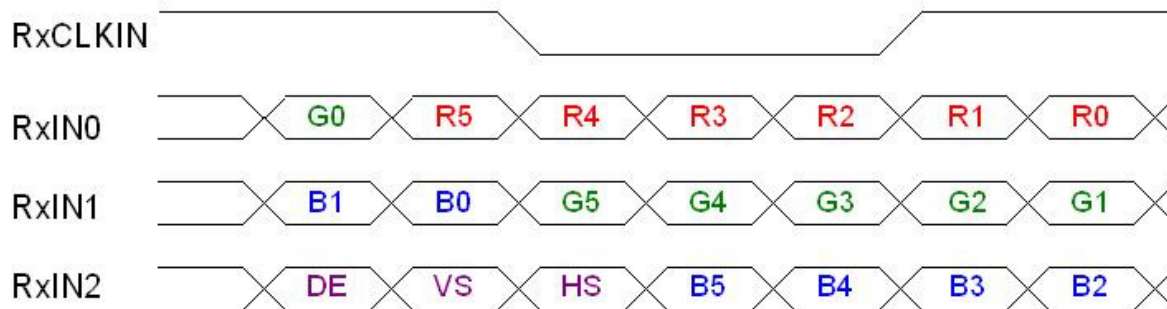 RxCLKIN
RxIN0 G0 R5 R4 R3 R2 R1 R0
RxIN1 B1 B0 G5 G4 G3 G2 G1
RxIN2 DE VS HS B5 B4 B3 B2